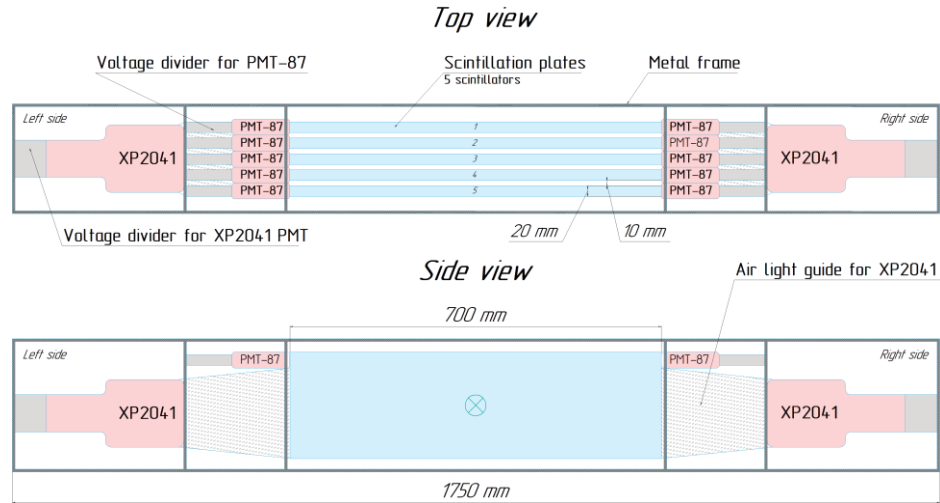 Top view
Voltage divider for PMT-87
Scintillation plates
5 scintillators
Metal frame
Left side
Right side
PMT-87 1 PMT-87
PMT-87 2 PMT-87
XP2041 PMT-87 3 PMT-87 XP2041
PMT-87 4 PMT-87
PMT-87 5 PMT-87
20 mm
10 mm
Voltage divider for XP2041 PMT
Side view
Air light guide for XP2041
700 mm
Left side
Right side
PMT-87
PMT-87
XP2041
XP2041
1750 mm